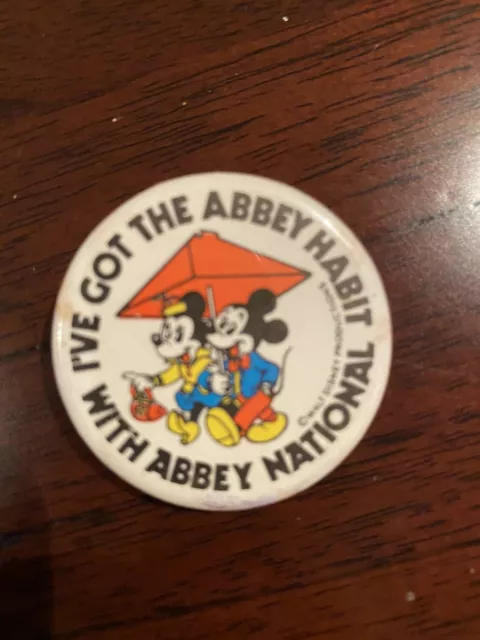 I'VE GOT THE ABBEY HABIT
WITH ABBEY NATIONAL
© WALT DISNEY PRODUCTIONS